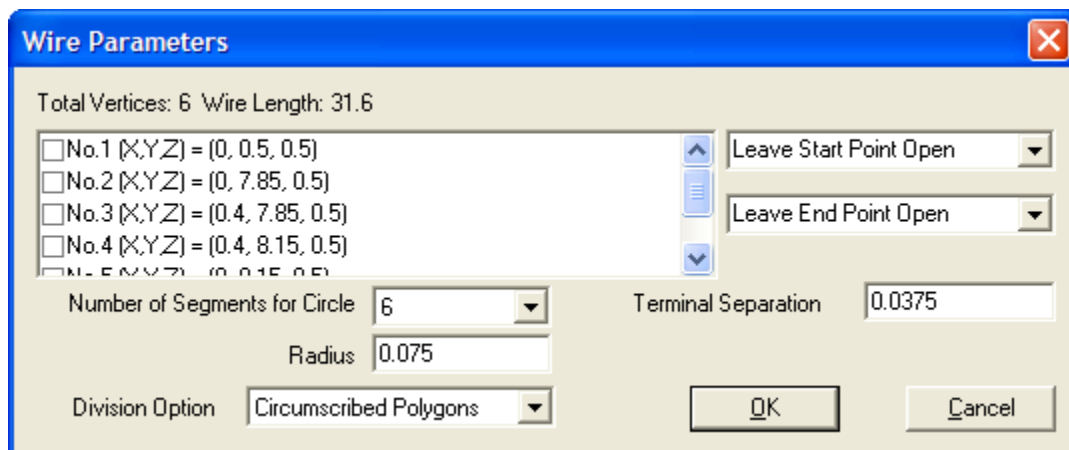 Wire Parameters
Total Vertices: 6 Wire Length: 31.6
No.1 (X,Y,Z) = (0, 0.5, 0.5)
No.2 (X,Y,Z) = (0, 7.85, 0.5)
No.3 (X,Y,Z) = (0.4, 7.85, 0.5)
No.4 (X,Y,Z) = (0.4, 8.15, 0.5)
Leave Start Point Open
Leave End Point Open
Number of Segments for Circle 6
Terminal Separation 0.0375
Radius 0.075
Division Option Circumscribed Polygons
OK
Cancel